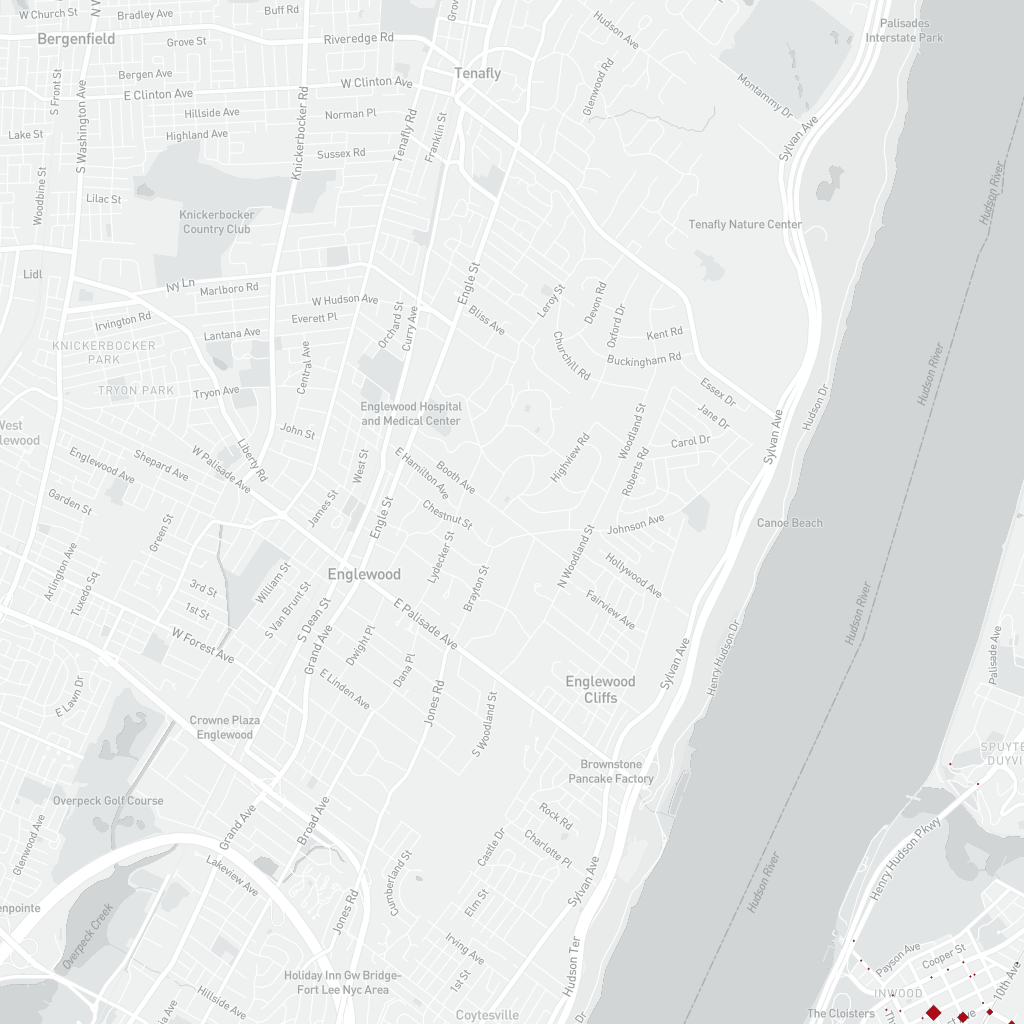 W Church St
N W
Bradley Ave
Buff Rd
Grove
Hudson Ave
Palisades
Interstate Park
Bergenfield
Grove St
Riveredge Rd
Tenafly
Bergen Ave
W Clinton Ave
E Clinton Ave
S Front St
S Washington Ave
Hillside Ave
Norman Pl
Glenwood Rd
Montammy Dr
Sylvan Ave
Lake St
Highland Ave
Knickerbocker Rd
Sussex Rd
Tenafly Rd
Franklin St
Woodbine St
Lilac St
Knickerbocker
Country Club
Tenafly Nature Center
Hudson River
Lidl
Ivy Ln
Marlboro Rd
Engle St
W Hudson Ave
Everett Pl
Orchard St
Curry Ave
Bliss Ave
Leroy St
Devon Rd
Oxford Dr
Kent Rd
Irvington Rd
Lantana Ave
Central Ave
Churchill Rd
Buckingham Rd
KNICKERBOCKER
PARK
Hudson River
TRYON PARK
Tryon Ave
Essex Dr
Jane Dr
Hudson Dr
Englewood Hospital
and Medical Center
West
lewood
John St
Liberty Rd
Woodland St
Carol Dr
Sylvan Ave
Englewood Ave
Shepard Ave
W Palisade Ave
West St
E Hamilton Ave
Booth Ave
Highview Rd
Roberts Rd
Garden St
James St
Engle St
Chestnut St
Johnson Ave
Canoe Beach
Green St
Lydecker St
N Woodland St
Hollywood Ave
Arlington Ave
Tuxedo Sq
3rd St
1st St
William St
S Van Brunt St
Englewood
Brayton St
Fairview Ave
Hudson River
W Forest Ave
S Dean St
Grand Ave
Dwight Pl
E Palisade Ave
Dana Pl
Sylvan Ave
Henry Hudson Dr
Palisade Ave
E Lawn Dr
E Linden Ave
Jones Rd
S Woodland St
Englewood
Cliffs
Crowne Plaza
Englewood
SPUYTE
DUYVI
Brownstone
Pancake Factory
Overpeck Golf Course
Glenwood Ave
Grand Ave
Broad Ave
Rock Rd
Charlotte Pl
Castle Dr
Lakeview Ave
Cumberland St
Sylvan Ave
Henry Hudson Pkwy
Hudson River
enpointe
Overpeck Creek
Jones Rd
Elm St
Irving Ave
1st St
Hudson Ter
Payson Ave
Cooper St
10th Ave
Holiday Inn Gw Bridge-
Fort Lee Nyc Area
Hillside Ave
INWOOD
The Cloisters
Coytesville
Dr